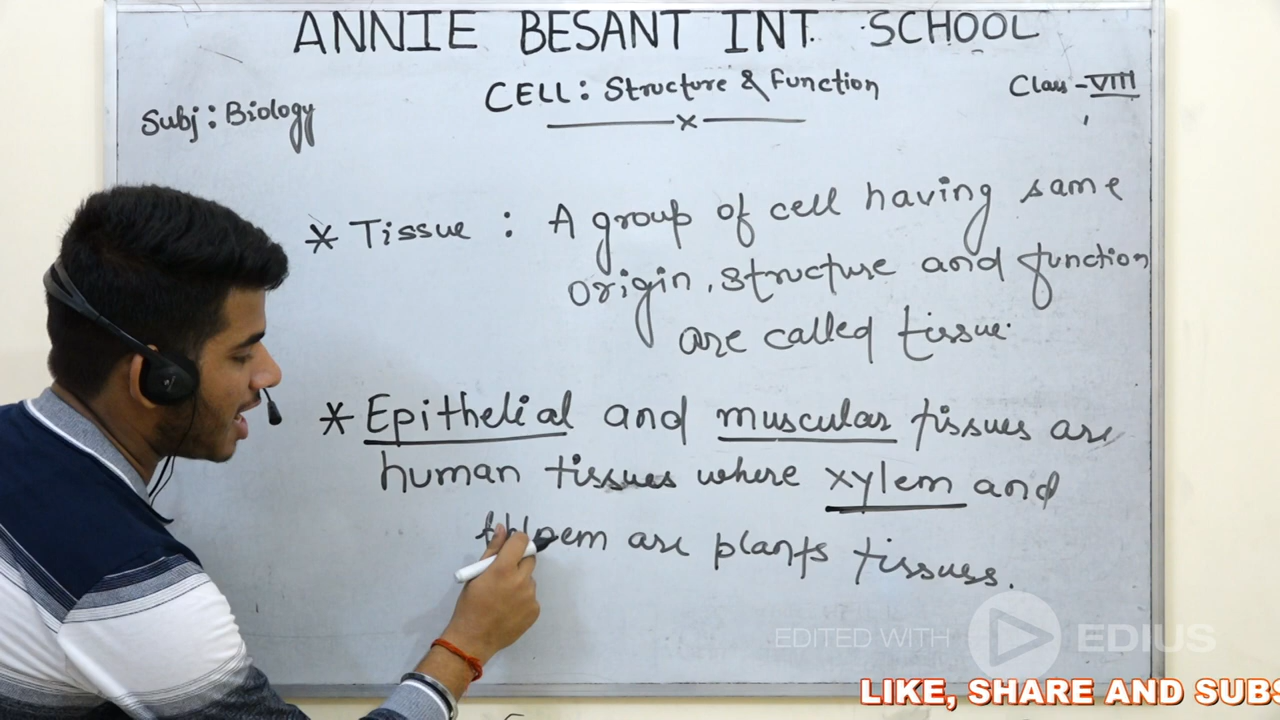 ANNIE BESANT INT. SCHOOL
CELL: Structure & Function
Class - VIII
Subj: Biology
* Tissue : A group of cell having same
origin, structure and function
are called tissue.
* Epithelial and muscular tissues are
human tissues where xylem and
are plants tissues.
EDITED WITH EDIUS
LIKE, SHARE AND SUBS